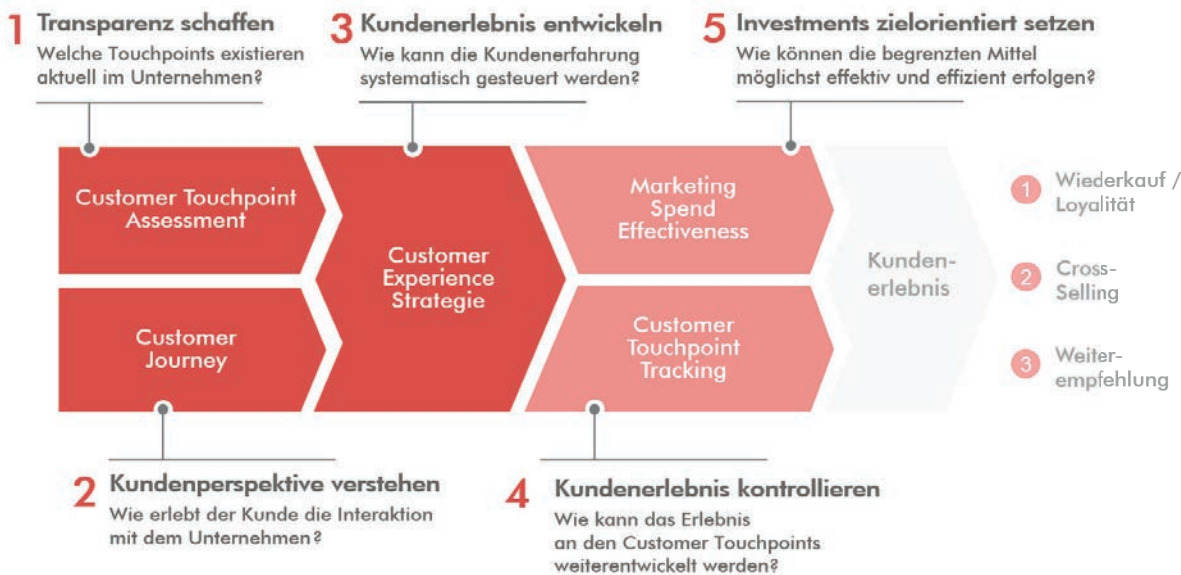 1 Transparenz schaffen
Welche Touchpoints existieren
aktuell im Unternehmen?
3 Kundenerlebnis entwickeln
Wie kann die Kundenerfahrung
systematisch gesteuert werden?
5 Investments zielorientiert setzen
Wie können die begrenzten Mittel
möglichst effektiv und effizient erfolgen?
Customer Touchpoint
Assessment
Customer
Journey
Customer
Experience
Strategie
Marketing
Spend
Effectiveness
Customer
Touchpoint
Tracking
Kunden-
erlebnis
1 Wiederkauf /
Loyalität
2 Cross-
Selling
3 Weiter-
empfehlung
2 Kundenperspektive verstehen
Wie erlebt der Kunde die Interaktion
mit dem Unternehmen?
4 Kundenerlebnis kontrollieren
Wie kann das Erlebnis
an den Customer Touchpoints
weiterentwickelt werden?